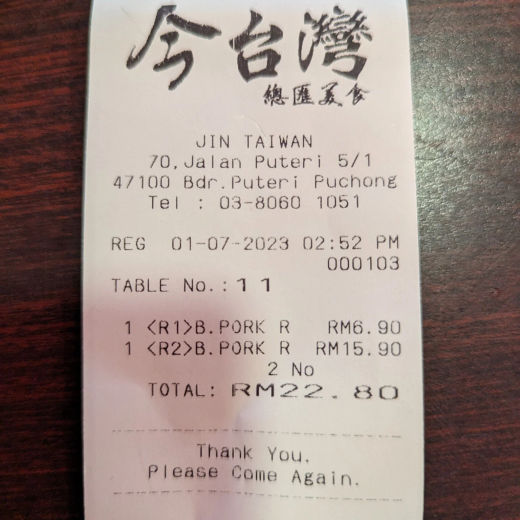 今台灣
總匯美食
JIN TAIWAN
70,Jalan Puteri 5/1
47100 Bdr.Puteri Puchong
Tel : 03-8060 1051
REG 01-07-2023 02:52 PM
000103
TABLE No.: 11
1 <R1>B.PORK R RM6.90
1 <R2>B.PORK R RM15.90
2 No
TOTAL: RM22.80
Thank You.
Please Come Again.